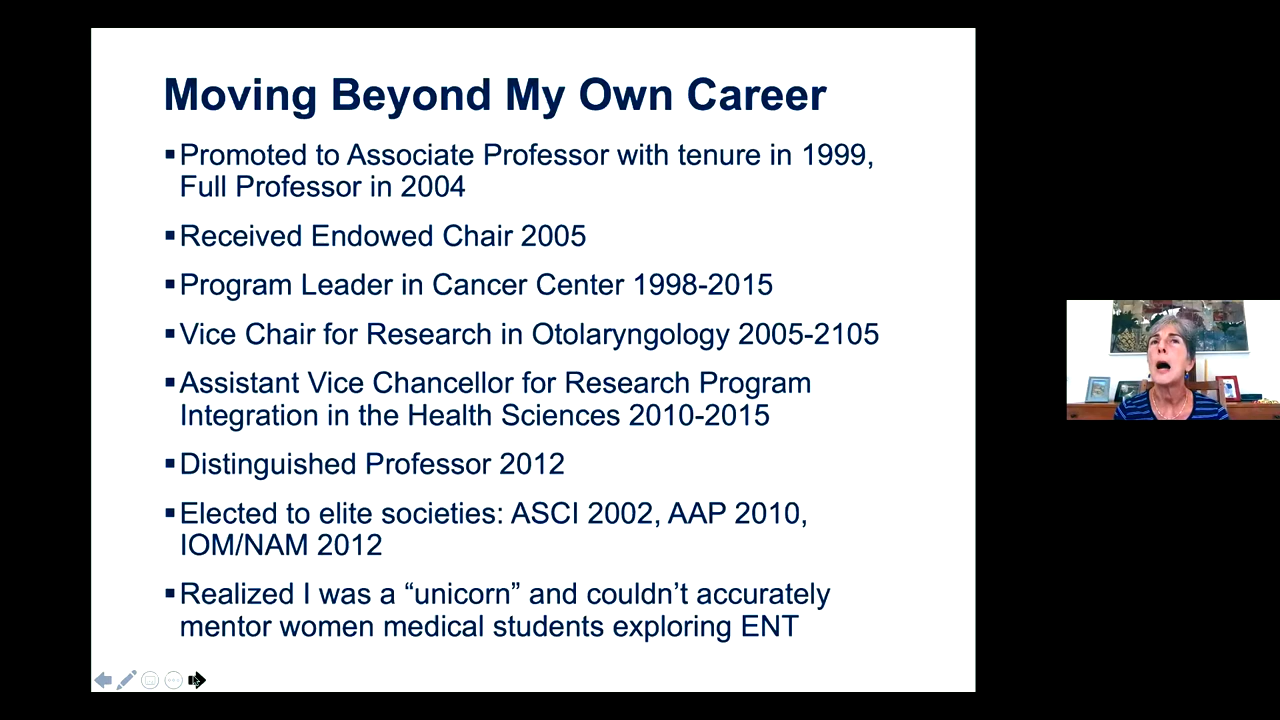 Moving Beyond My Own Career
▪Promoted to Associate Professor with tenure in 1999,
Full Professor in 2004
▪Received Endowed Chair 2005
▪Program Leader in Cancer Center 1998-2015
▪Vice Chair for Research in Otolaryngology 2005-2105
▪Assistant Vice Chancellor for Research Program
Integration in the Health Sciences 2010-2015
▪Distinguished Professor 2012
▪Elected to elite societies: ASCI 2002, AAP 2010,
IOM/NAM 2012
▪Realized I was a “unicorn” and couldn’t accurately
mentor women medical students exploring ENT